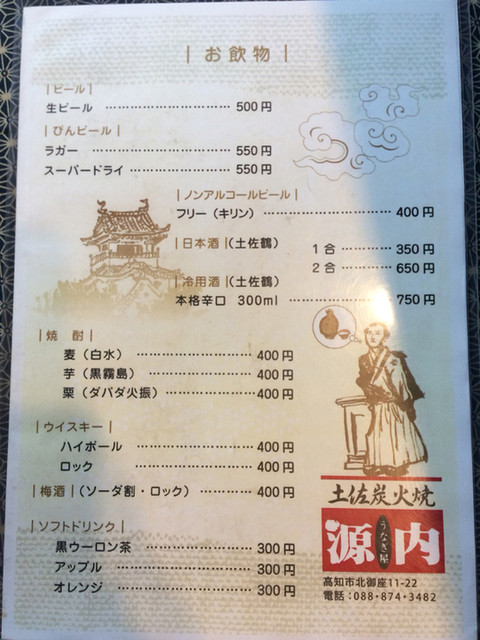 |お飲物|
|ビール|
生ビール ………………… 500円
|びんビール|
ラガー ………………… 550円
スーパードライ ………………… 550円
|ノンアルコールビール|
フリー(キリン) ………………… 400円
|日本酒|(土佐鶴) 1合 ………… 350円
2合 ………… 650円
|冷用酒|(土佐鶴)
本格辛口 300ml ………………… 750円
|焼 酎|
麦(白水) ………………… 400円
芋(黒霧島) ………………… 400円
栗(ダバダ火振) ………………… 400円
|ウイスキー|
ハイボール ………………… 400円
ロック ………………… 400円
|梅酒|(ソーダ割・ロック) ………… 400円
|ソフトドリンク|
黒ウーロン茶 ………………… 300円
アップル ………………… 300円
オレンジ ………………… 300円
土佐炭火焼
源内
うなぎ屋
高知市北御座11-22
電話:088・874・3482